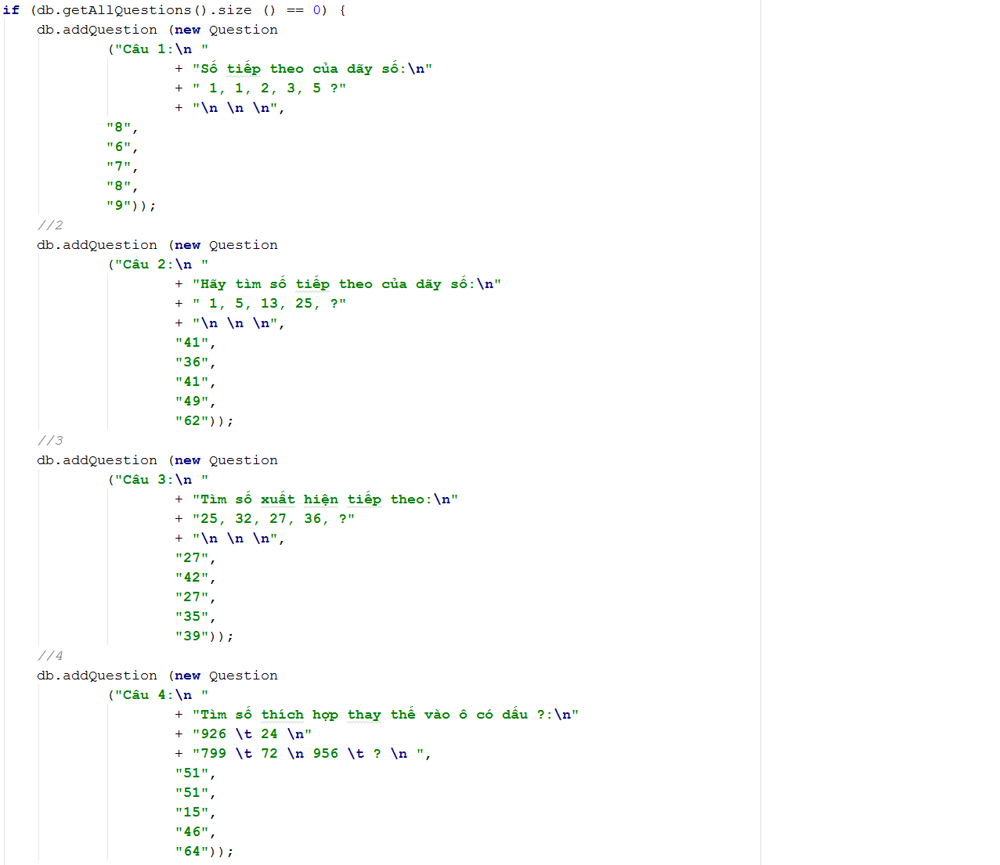 if (db.getAllQuestions().size () == 0) {
db.addQuestion (new Question
("Câu 1:\n "
+ "Số tiếp theo của dãy số:\n"
+ " 1, 1, 2, 3, 5 ?"
+ "\n \n \n",
"8",
"6",
"7",
"8",
"9"));
//2
db.addQuestion (new Question
("Câu 2:\n "
+ "Hãy tìm số tiếp theo của dãy số:\n"
+ " 1, 5, 13, 25, ?"
+ "\n \n \n",
"41",
"36",
"41",
"49",
"62"));
//3
db.addQuestion (new Question
("Câu 3:\n "
+ "Tìm số xuất hiện tiếp theo:\n"
+ "25, 32, 27, 36, ?"
+ "\n \n \n",
"27",
"42",
"27",
"35",
"39"));
//4
db.addQuestion (new Question
("Câu 4:\n "
+ "Tìm số thích hợp thay thế vào ô có dấu ?:\n"
+ "926 \t 24 \n"
+ "799 \t 72 \n 956 \t ? \n ",
"51",
"51",
"15",
"46",
"64"));